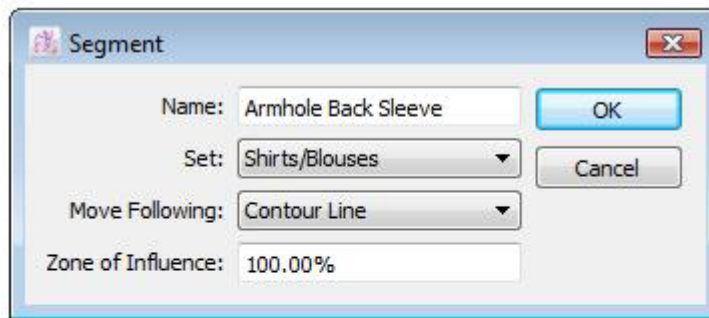 Segment
Name: Armhole Back Sleeve
OK
Set: Shirts/Blouses
Cancel
Move Following: Contour Line
Zone of Influence: 100.00%